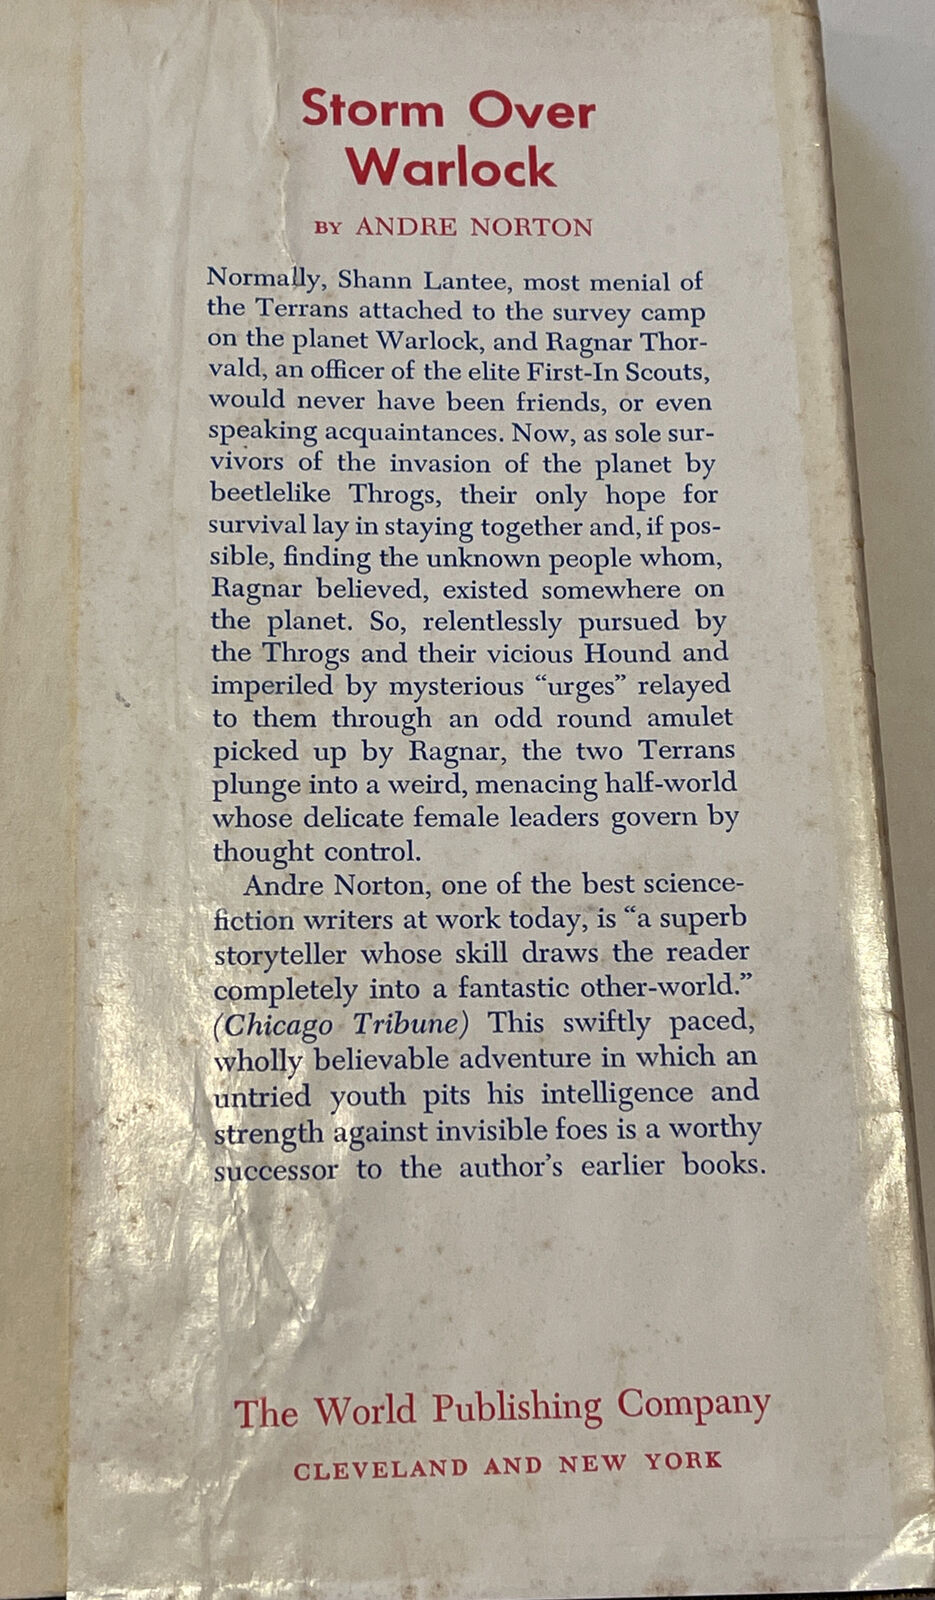 Storm Over
Warlock
BY ANDRE NORTON
Normally, Shann Lantee, most menial of
the Terrans attached to the survey camp
on the planet Warlock, and Ragnar Thor-
vald, an officer of the elite First-In Scouts,
would never have been friends, or even
speaking acquaintances. Now, as sole sur-
vivors of the invasion of the planet by
beetlelike Throgs, their only hope for
survival lay in staying together and, if pos-
sible, finding the unknown people whom,
Ragnar believed, existed somewhere on
the planet. So, relentlessly pursued by
the Throgs and their vicious Hound and
imperiled by mysterious “urges” relayed
to them through an odd round amulet
picked up by Ragnar, the two Terrans
plunge into a weird, menacing half-world
whose delicate female leaders govern by
thought control.
Andre Norton, one of the best science-
fiction writers at work today, is “a superb
storyteller whose skill draws the reader
completely into a fantastic other-world.”
(Chicago Tribune) This swiftly paced,
wholly believable adventure in which an
untried youth pits his intelligence and
strength against invisible foes is a worthy
successor to the author’s earlier books.
The World Publishing Company
CLEVELAND AND NEW YORK